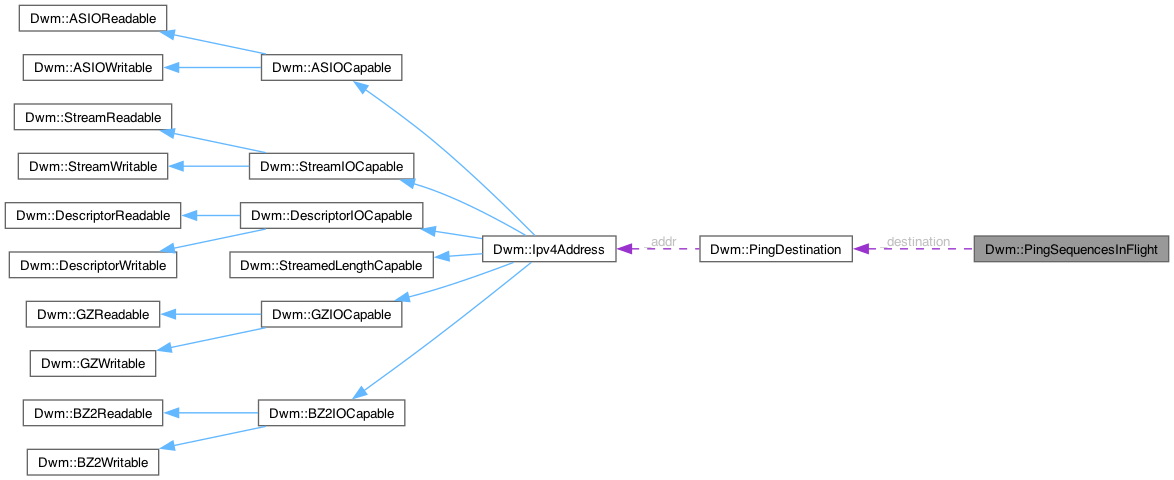 Dwm::ASIOReadable
Dwm::ASIOWritable
Dwm::ASIOCapable
Dwm::StreamReadable
Dwm::StreamWritable
Dwm::StreamIOCapable
Dwm::DescriptorReadable
Dwm::DescriptorIOCapable
Dwm::DescriptorWritable
Dwm::StreamedLengthCapable
Dwm::Ipv4Address
_addr
Dwm::PingDestination
_destination
Dwm::PingSequencesInFlight
Dwm::GZReadable
Dwm::GZIOCapable
Dwm::GZWritable
Dwm::BZ2Readable
Dwm::BZ2IOCapable
Dwm::BZ2Writable